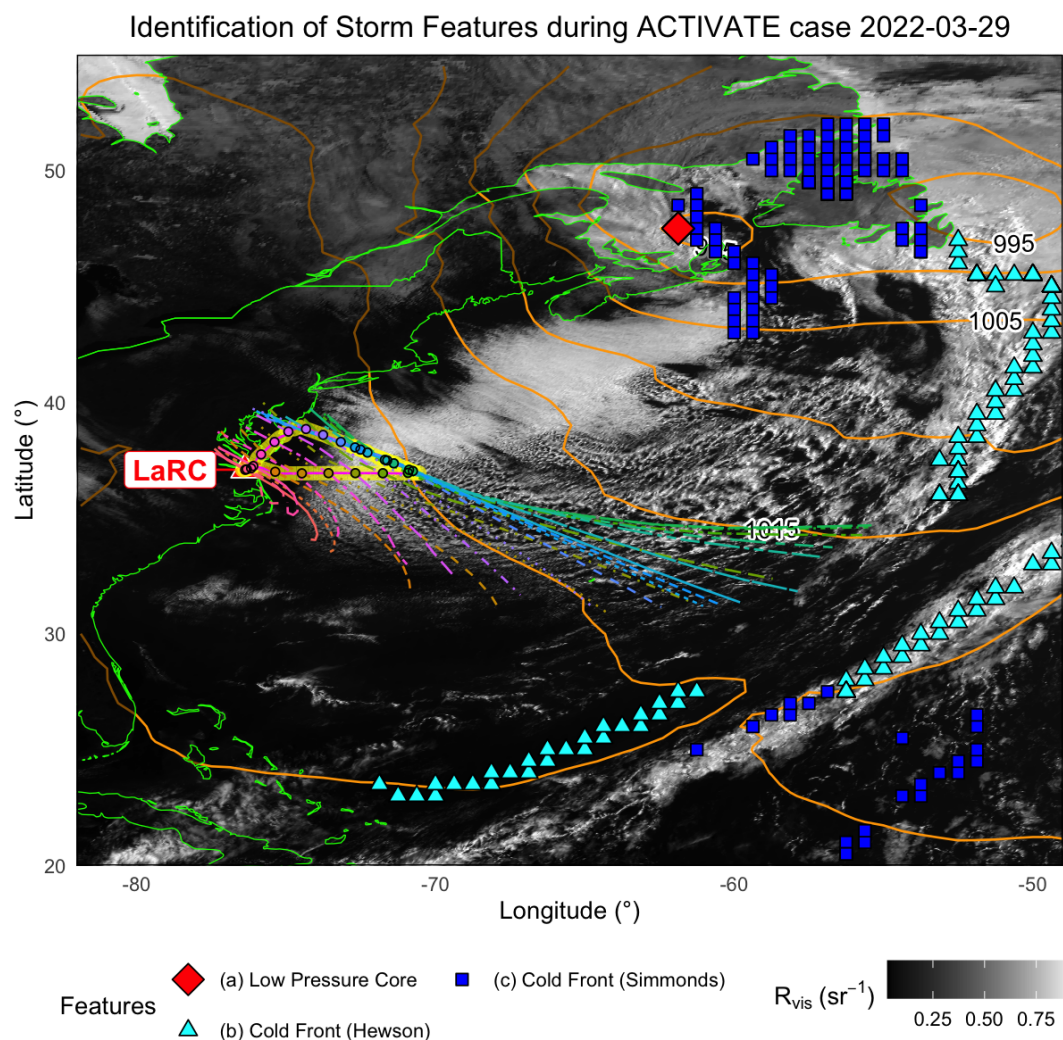 Identification of Storm Features during ACTIVATE case 2022-03-29
50
40
30
20
Latitude (°)
LaRC
995
1005
1015
-80
-70
-60
-50
Longitude (°)
Features
(a) Low Pressure Core
(c) Cold Front (Simmonds)
(b) Cold Front (Hewson)
Rvis (sr⁻¹)
0.25
0.50
0.75